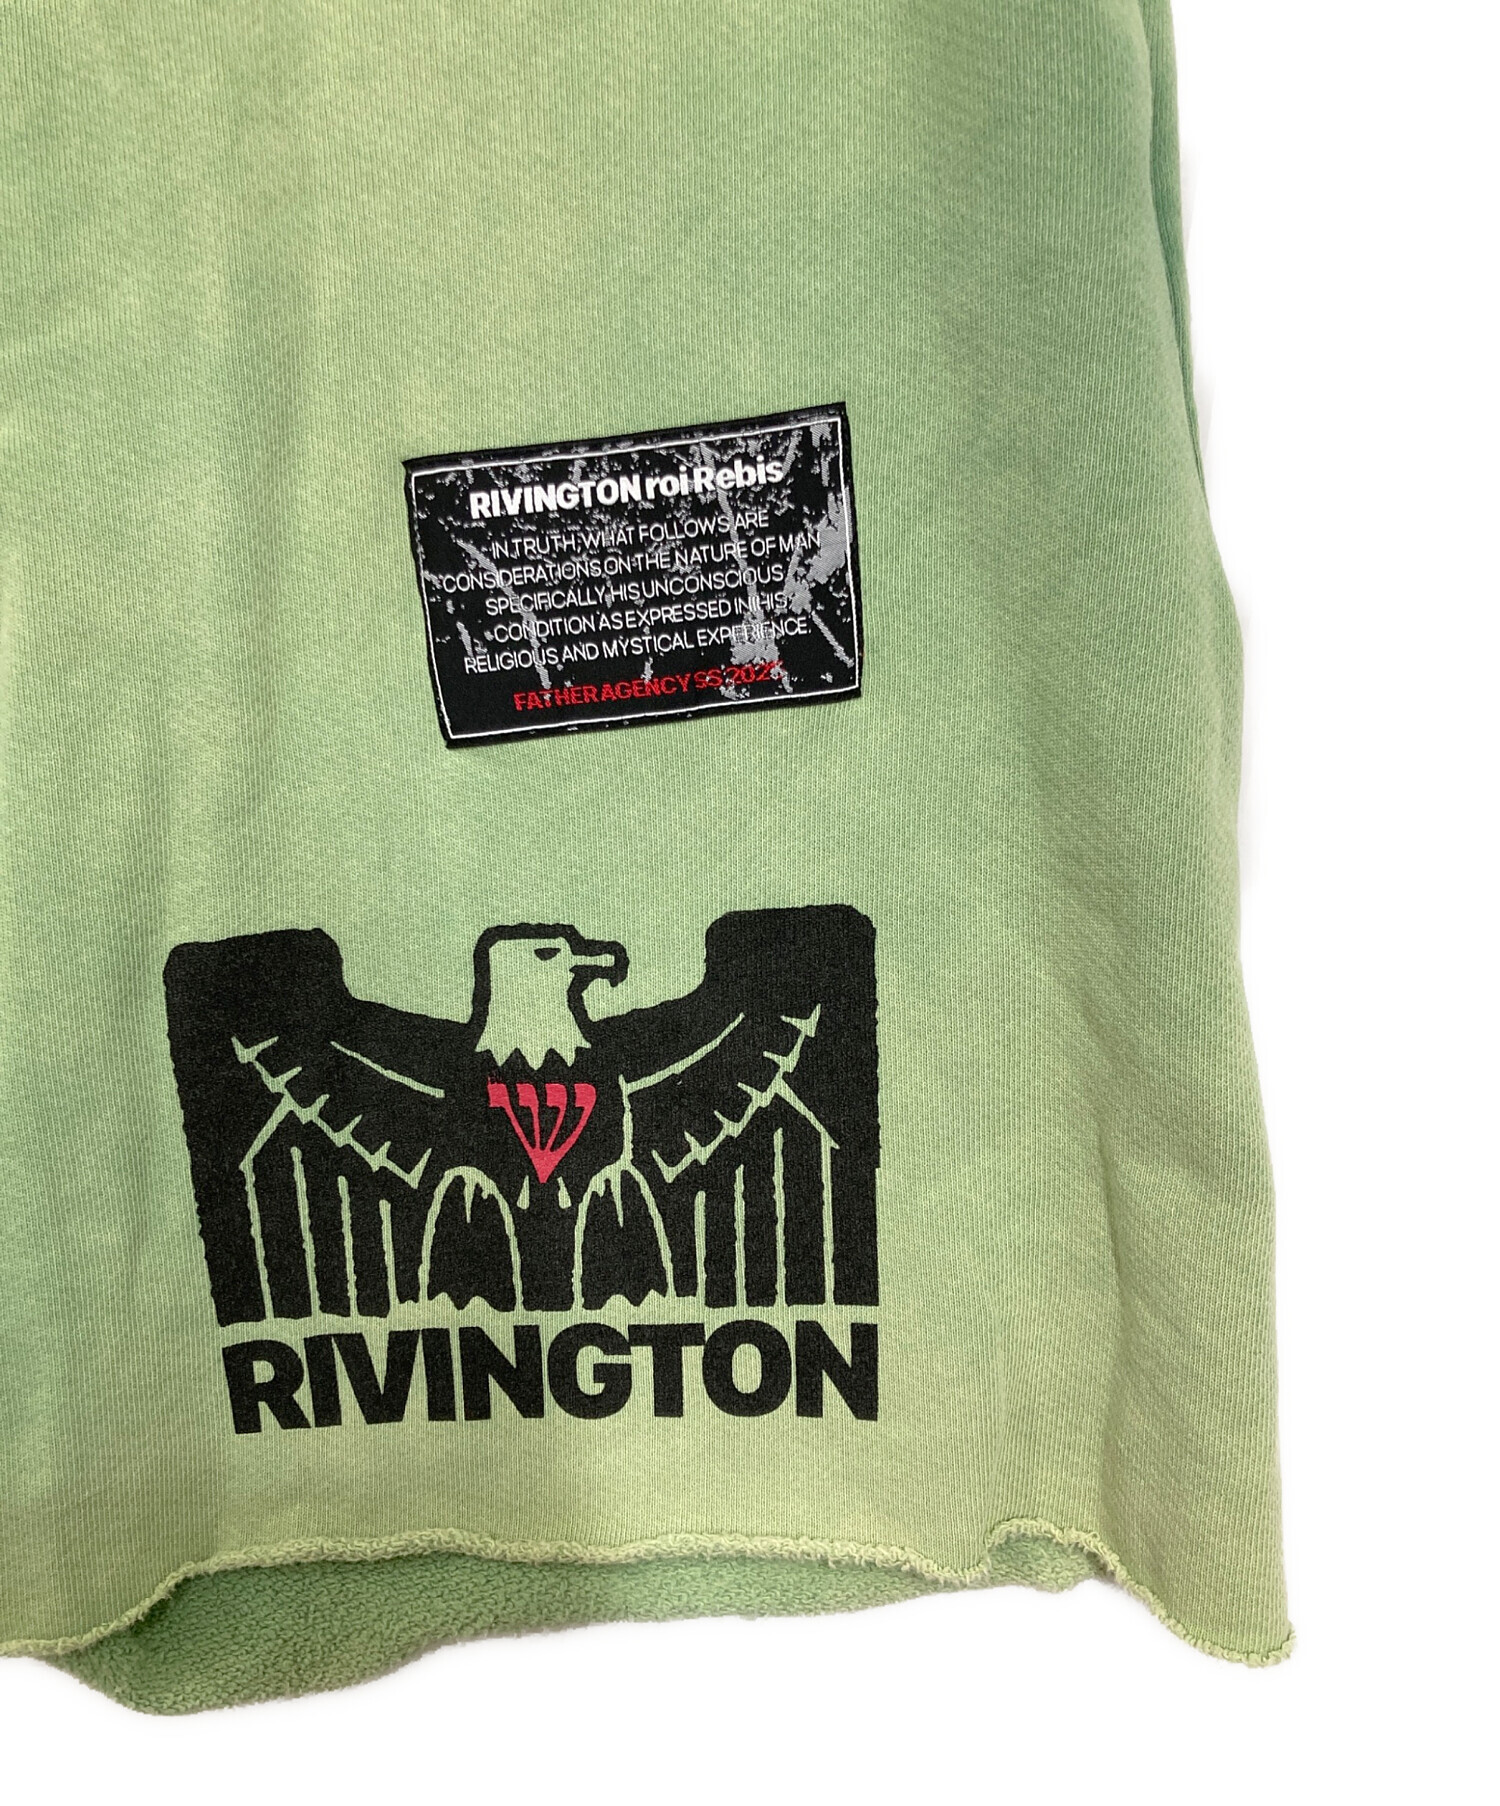 RIVINGTON roi Rebis
IN TRUTH, WHAT FOLLOWS ARE
CONSIDERATIONS ON THE NATURE OF MAN
SPECIFICALLY HIS UNCONSCIOUS
CONDITION AS EXPRESSED IN HIS
RELIGIOUS AND MYSTICAL EXPERIENCE.
FATHER AGENCY SS
ש
RIVINGTON